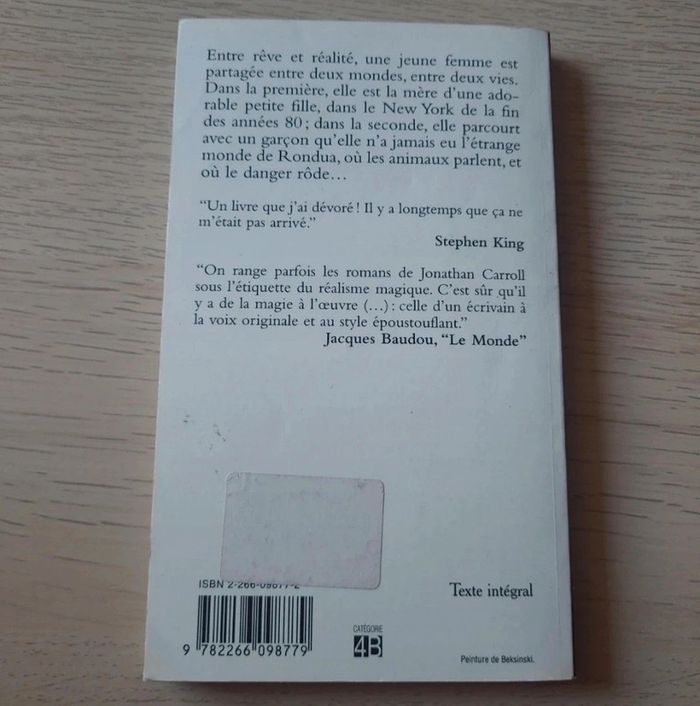 Entre rêve et réalité, une jeune femme est
partagée entre deux mondes, entre deux vies.
Dans la première, elle est la mère d'une ado-
rable petite fille, dans le New York de la fin
des années 80 ; dans la seconde, elle parcourt
avec un garçon qu'elle n'a jamais eu l'étrange
monde de Rondua, où les animaux parlent, et
où le danger rôde…
“Un livre que j'ai dévoré ! Il y a longtemps que ça ne
m'était pas arrivé.”
Stephen King
“On range parfois les romans de Jonathan Carroll
sous l'étiquette du réalisme magique. C'est sûr qu'il
y a de la magie à l'œuvre (…) : celle d'un écrivain à
la voix originale et au style époustouflant.”
Jacques Baudou, “Le Monde”
ISBN 2-266-09877-2
Texte intégral
9 782266 098779
CATÉGORIE
4B
Peinture de Beksinski.